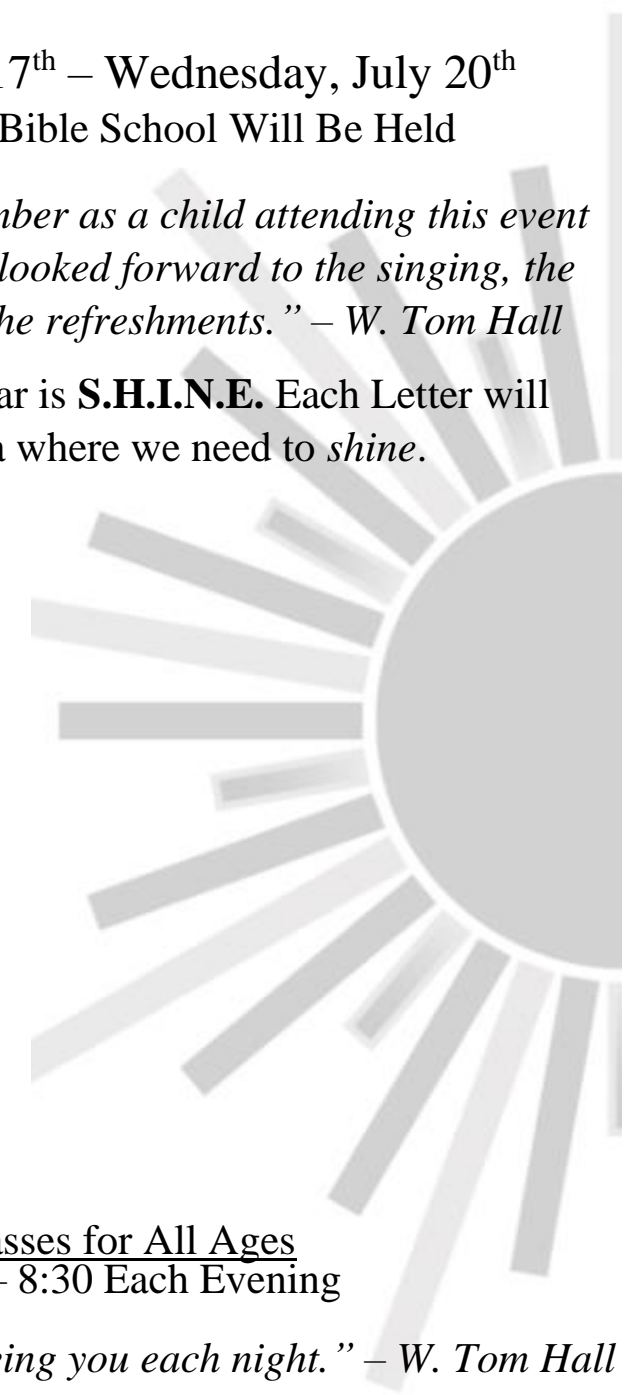 7th – Wednesday, July 20th
Bible School Will Be Held
mber as a child attending this event
looked forward to the singing, the
he refreshments.” – W. Tom Hall
ar is S.H.I.N.E. Each Letter will
where we need to shine.
asses for All Ages
– 8:30 Each Evening
ing you each night.” – W. Tom Hall